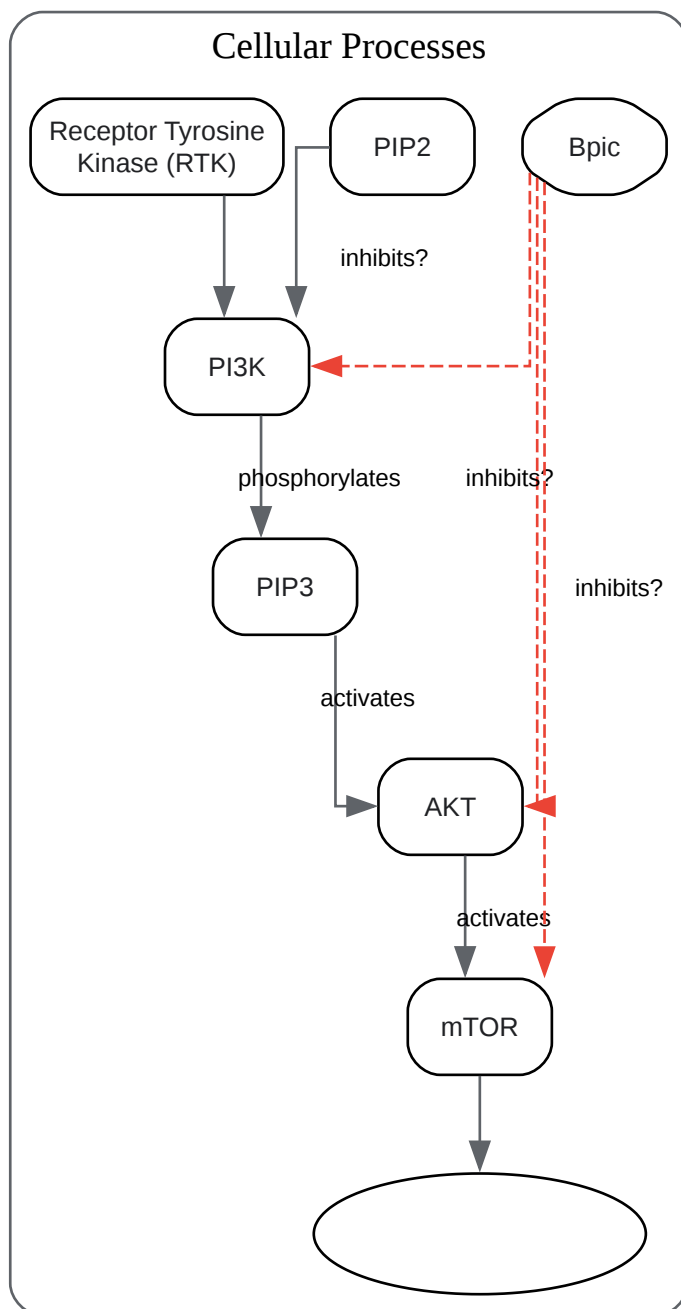 Cellular Processes
Receptor Tyrosine
Kinase (RTK)
PIP2
Bpic
inhibits?
PI3K
phosphorylates
inhibits?
PIP3
inhibits?
activates
AKT
activates
mTOR